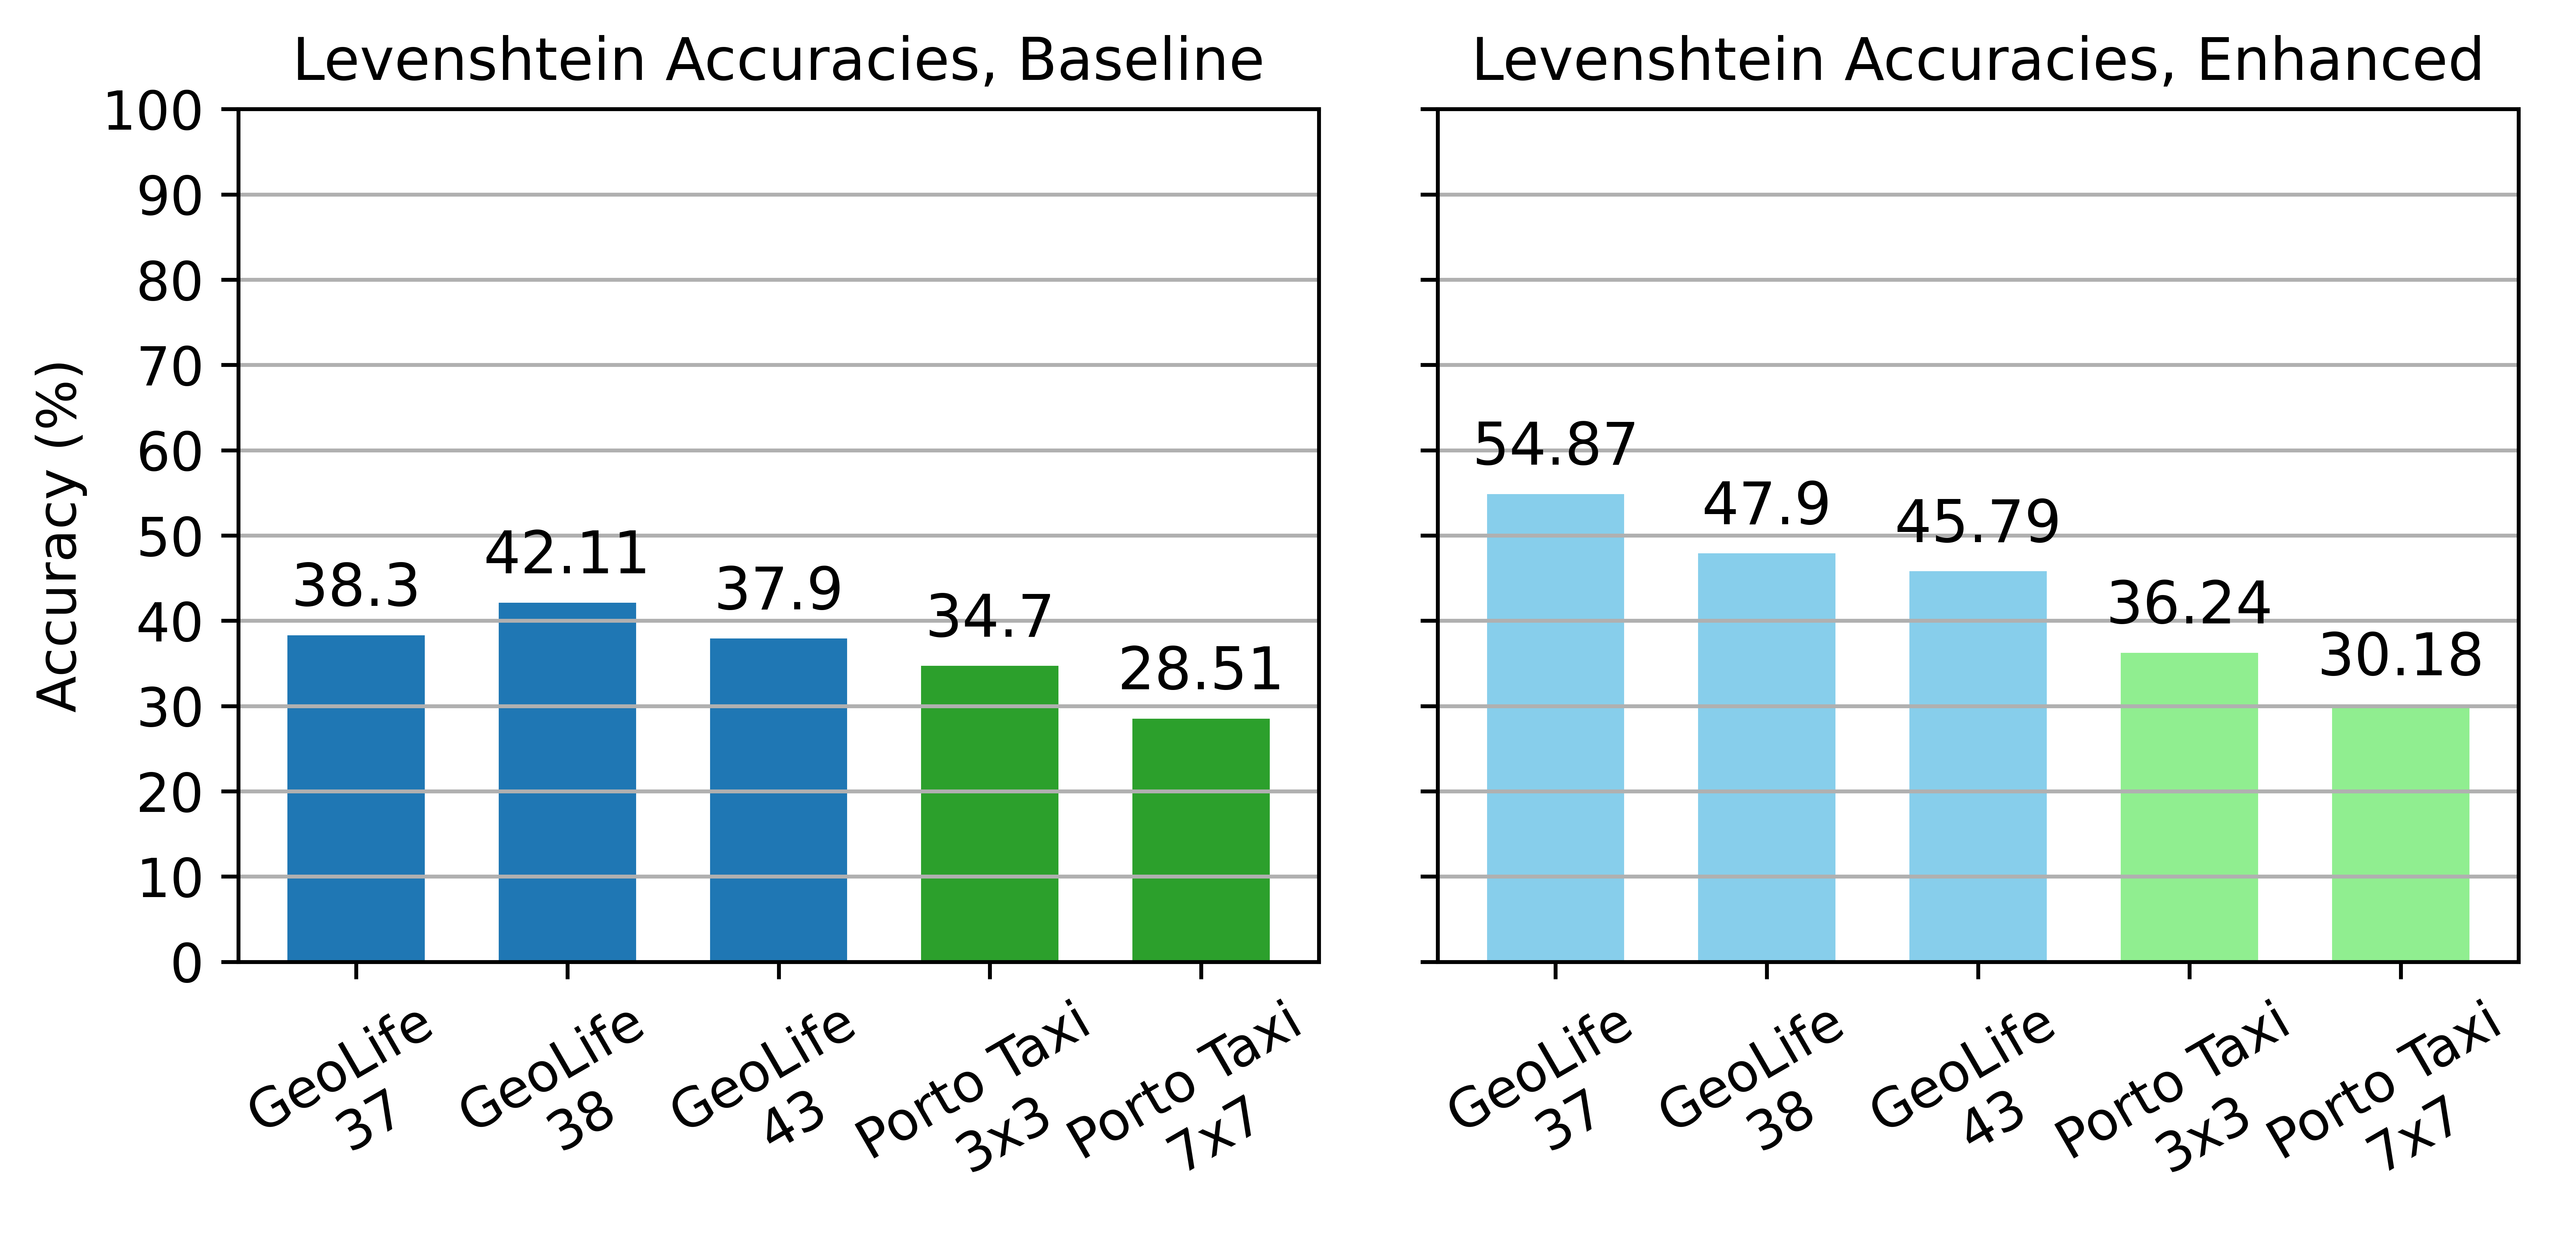 Levenshtein Accuracies, Baseline
Accuracy (%)
100
90
80
70
60
50
40
30
20
10
0
38.3
42.11
37.9
34.7
28.51
GeoLife
37
GeoLife
38
GeoLife
43
Porto Taxi
3x3
Porto Taxi
7x7
Levenshtein Accuracies, Enhanced
54.87
47.9
45.79
36.24
30.18
GeoLife
37
GeoLife
38
GeoLife
43
Porto Taxi
3x3
Porto Taxi
7x7